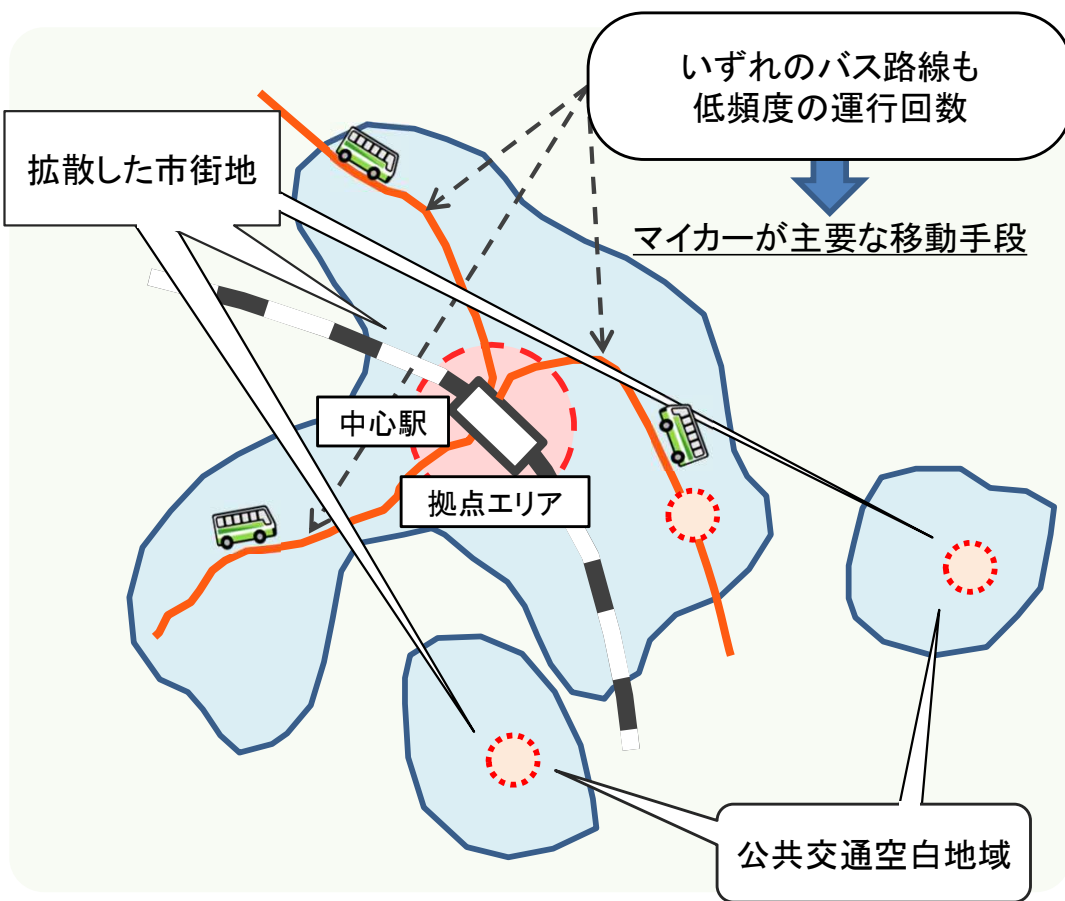 いずれのバス路線も
低頻度の運行回数
拡散した市街地
マイカーが主要な移動手段
中心駅
拠点エリア
公共交通空白地域